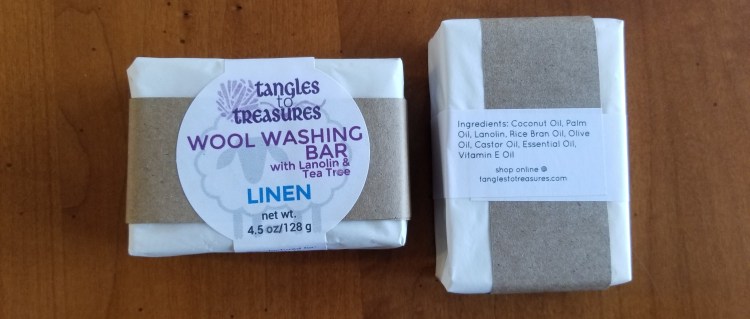 tangles
to
treasures
WOOL WASHING
BAR
with Lanolin &
Tea Tree
LINEN
net wt.
4.5 oz/128 g
Ingredients: Coconut Oil, Palm
Oil, Lanolin, Rice Bran Oil, Olive
Oil, Castor Oil, Essential Oil,
Vitamin E Oil
shop online @
tanglestotreasures.com